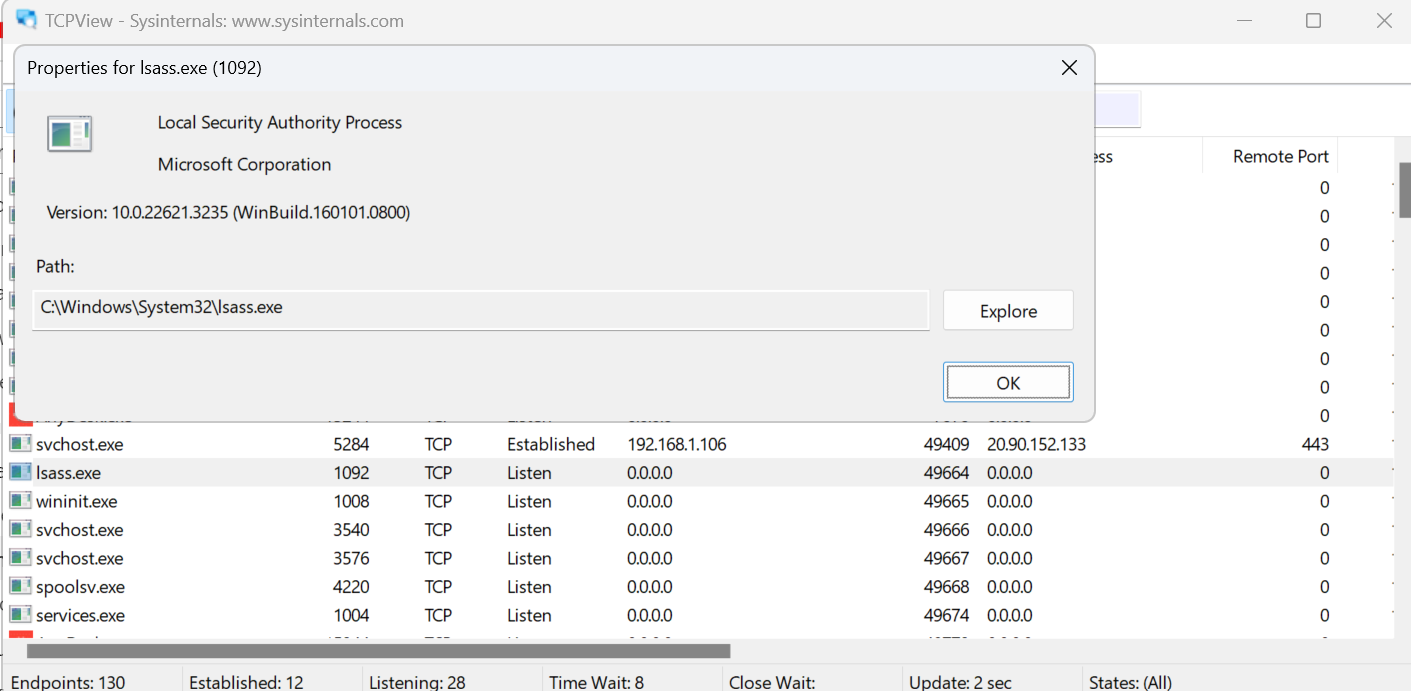 TCPView - Sysinternals: www.sysinternals.com
Properties for lsass.exe (1092)
Local Security Authority Process
Microsoft Corporation
Version: 10.0.22621.3235 (WinBuild.160101.0800)
Path:
C:\Windows\System32\lsass.exe
Explore
OK
Remote Port
0
0
0
0
0
0
0
0
0
svchost.exe 5284 TCP Established 192.168.1.106 49409 20.90.152.133 443
lsass.exe 1092 TCP Listen 0.0.0.0 49664 0.0.0.0 0
wininit.exe 1008 TCP Listen 0.0.0.0 49665 0.0.0.0 0
svchost.exe 3540 TCP Listen 0.0.0.0 49666 0.0.0.0 0
svchost.exe 3576 TCP Listen 0.0.0.0 49667 0.0.0.0 0
spoolsv.exe 4220 TCP Listen 0.0.0.0 49668 0.0.0.0 0
services.exe 1004 TCP Listen 0.0.0.0 49674 0.0.0.0 0
Endpoints: 130 Established: 12 Listening: 28 Time Wait: 8 Close Wait: Update: 2 sec States: (All)